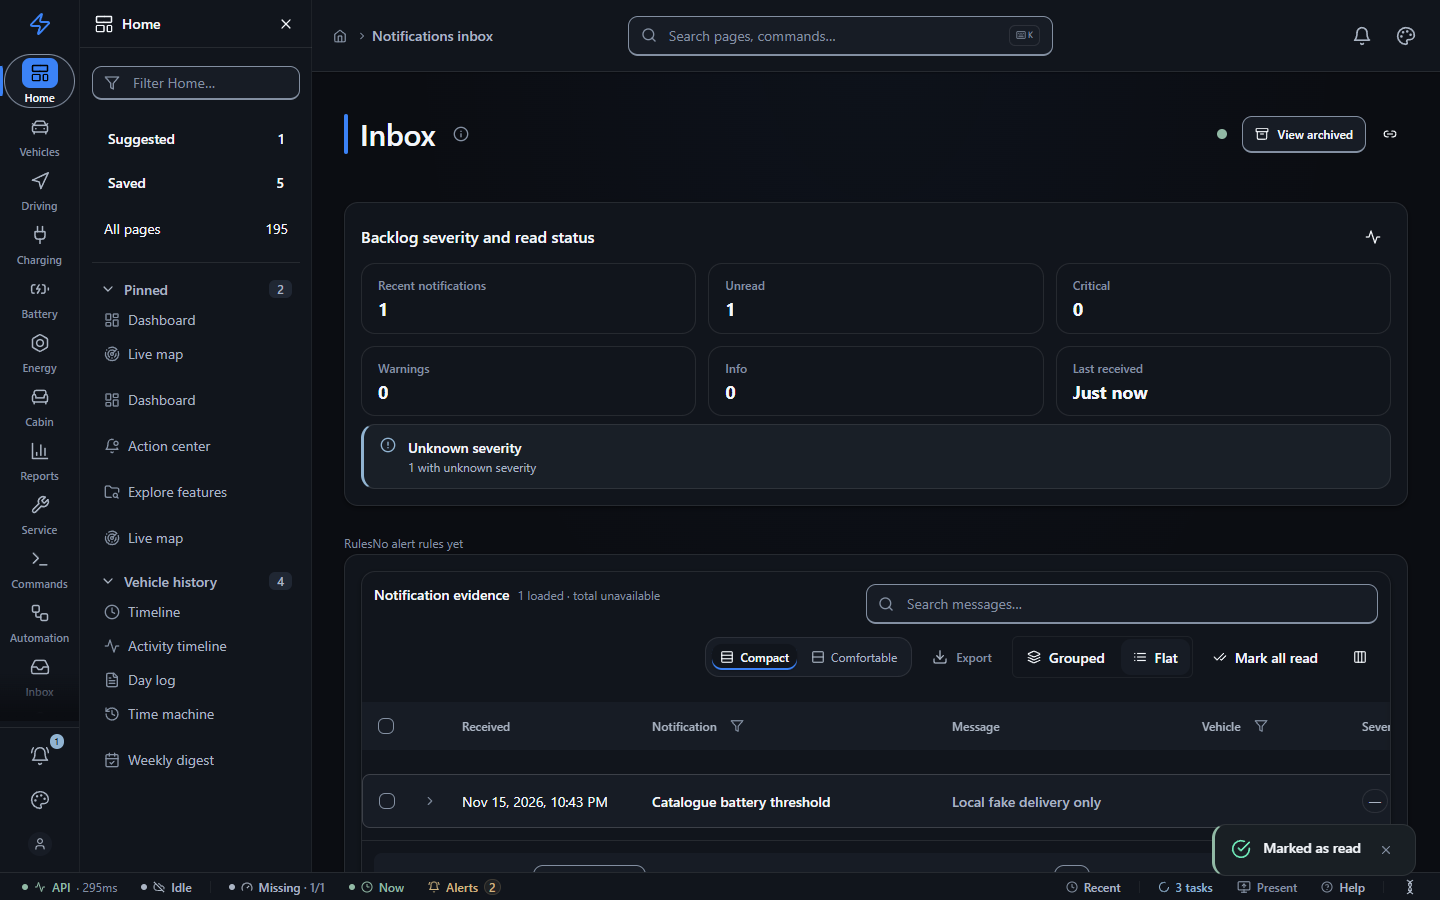 Home
Vehicles
Driving
Charging
Battery
Energy
Cabin
Reports
Service
Commands
Automation
Inbox
1
Home
Filter Home...
Suggested 1
Saved 5
All pages 195
Pinned 2
Dashboard
Live map
Dashboard
Action center
Explore features
Live map
Vehicle history 4
Timeline
Activity timeline
Day log
Time machine
Weekly digest
Notifications inbox
Search pages, commands... K
Inbox
View archived
Backlog severity and read status
Recent notifications
1
Unread
1
Critical
0
Warnings
0
Info
0
Last received
Just now
Unknown severity
1 with unknown severity
RulesNo alert rules yet
Notification evidence 1 loaded · total unavailable
Search messages...
Compact Comfortable Export Grouped Flat Mark all read
Received Notification Message Vehicle Sever
Nov 15, 2026, 10:43 PM Catalogue battery threshold Local fake delivery only —
Marked as read
API · 295ms Idle Missing · 1/1 Now Alerts 2 Recent 3 tasks Present Help